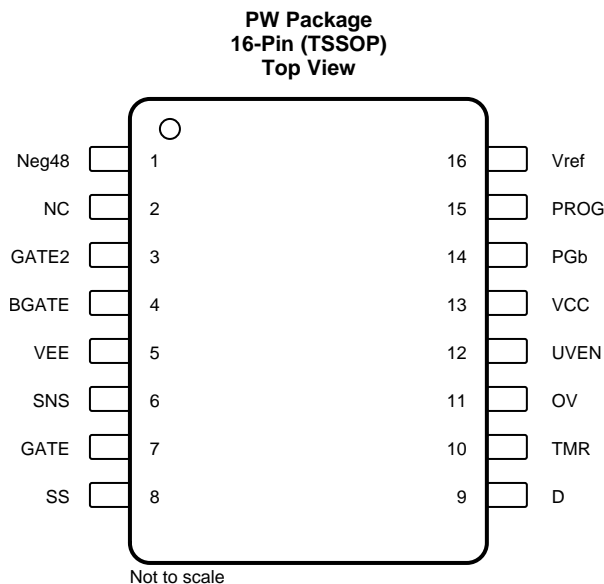 PW Package
16-Pin (TSSOP)
Top View
Neg48 1 16 Vref
NC 2 15 PROG
GATE2 3 14 PGb
BGATE 4 13 VCC
VEE 5 12 UVEN
SNS 6 11 OV
GATE 7 10 TMR
SS 8 9 D
Not to scale